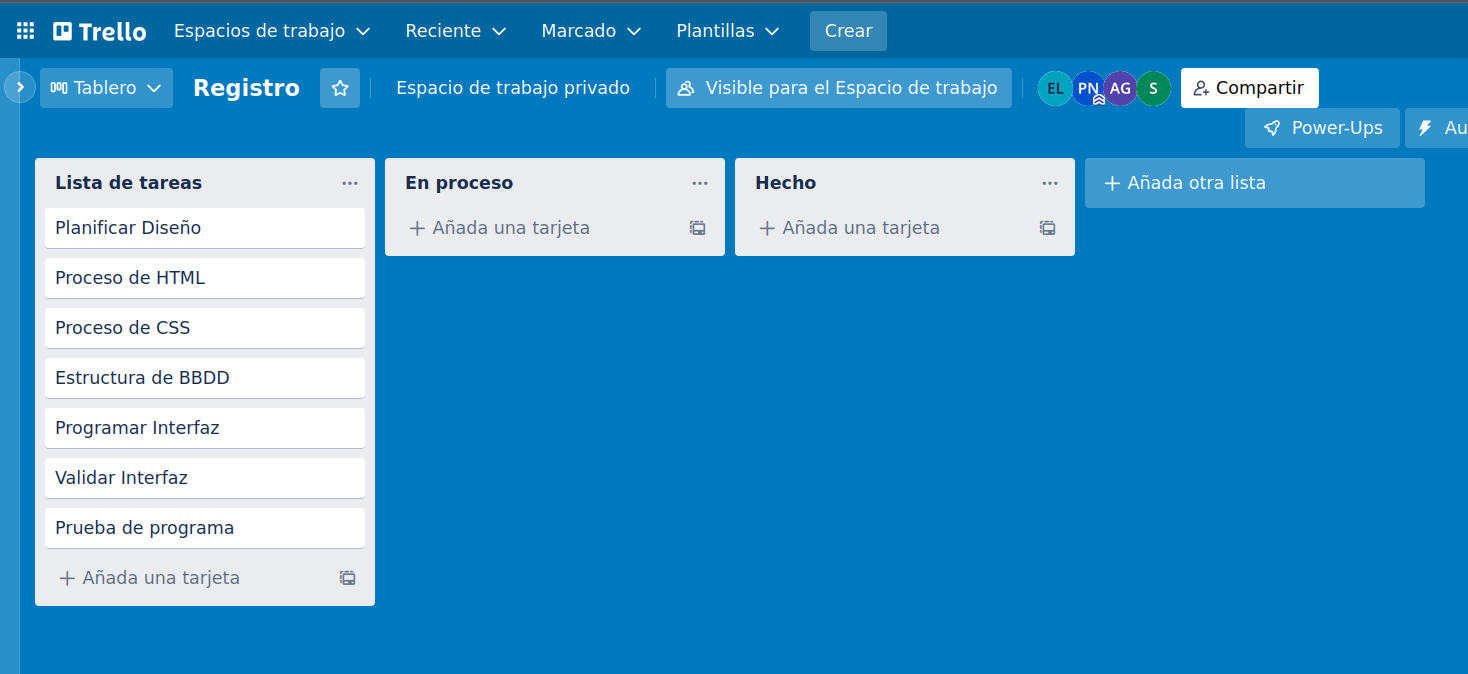 Trello Espacios de trabajo Reciente Marcado Plantillas Crear
Tablero Registro Espacio de trabajo privado Visible para el Espacio de trabajo EL PN AG S Compartir
Power-Ups Au
Lista de tareas
Planificar Diseño
Proceso de HTML
Proceso de CSS
Estructura de BBDD
Programar Interfaz
Validar Interfaz
Prueba de programa
+ Añada una tarjeta
En proceso
+ Añada una tarjeta
Hecho
+ Añada una tarjeta
+ Añada otra lista